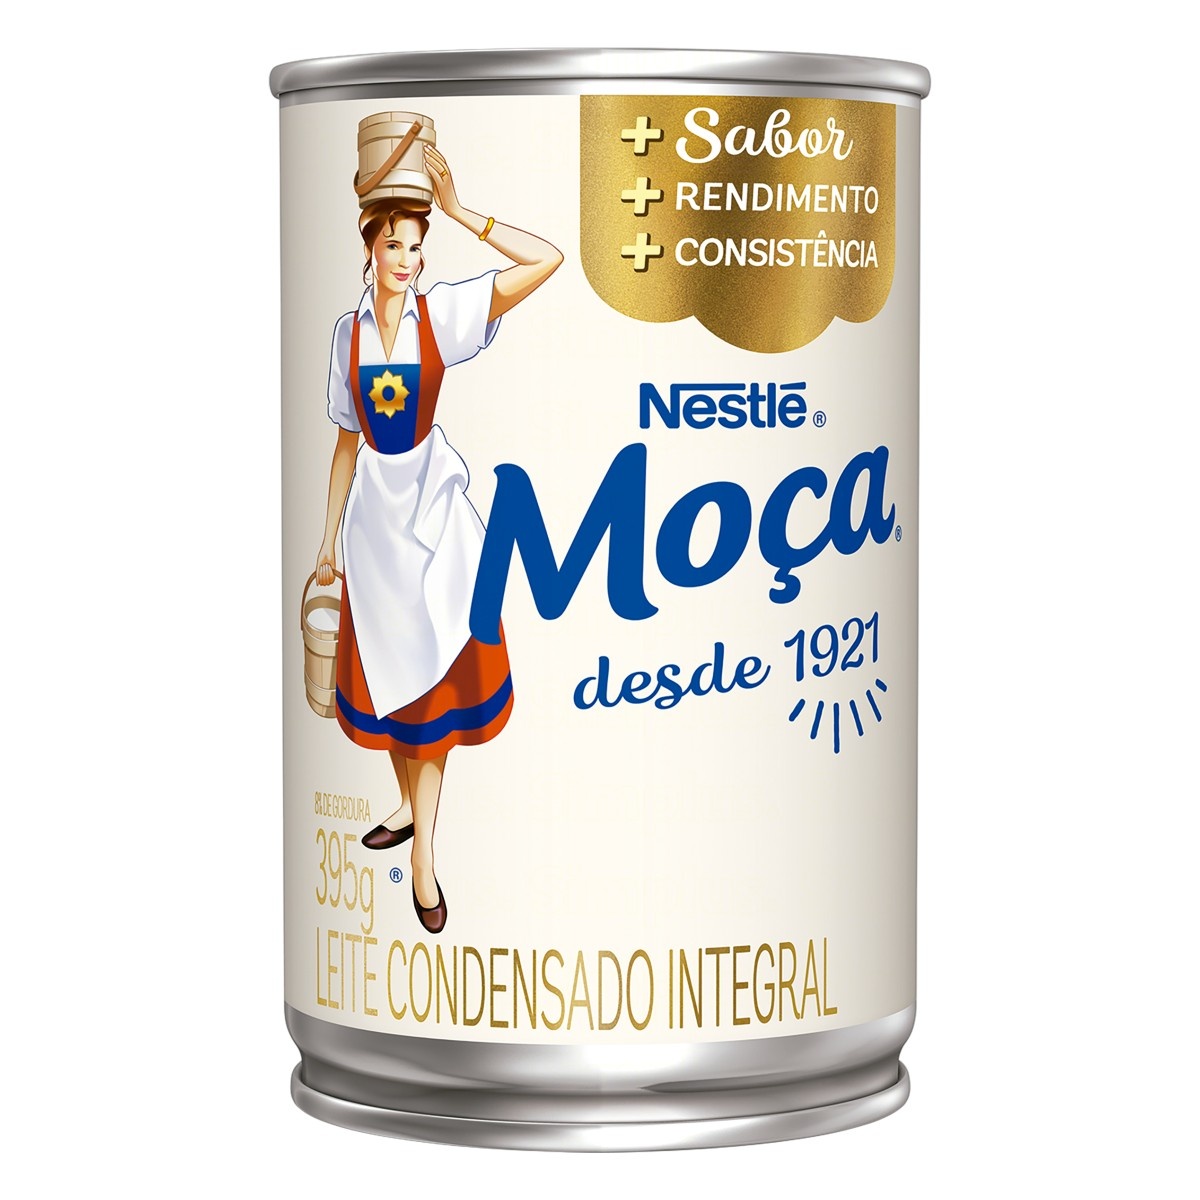 + Sabor
+ RENDIMENTO
+ CONSISTÊNCIA
Nestlé®
Moça®
desde 1921
8% DE GORDURA
395g ®
LEITE CONDENSADO INTEGRAL